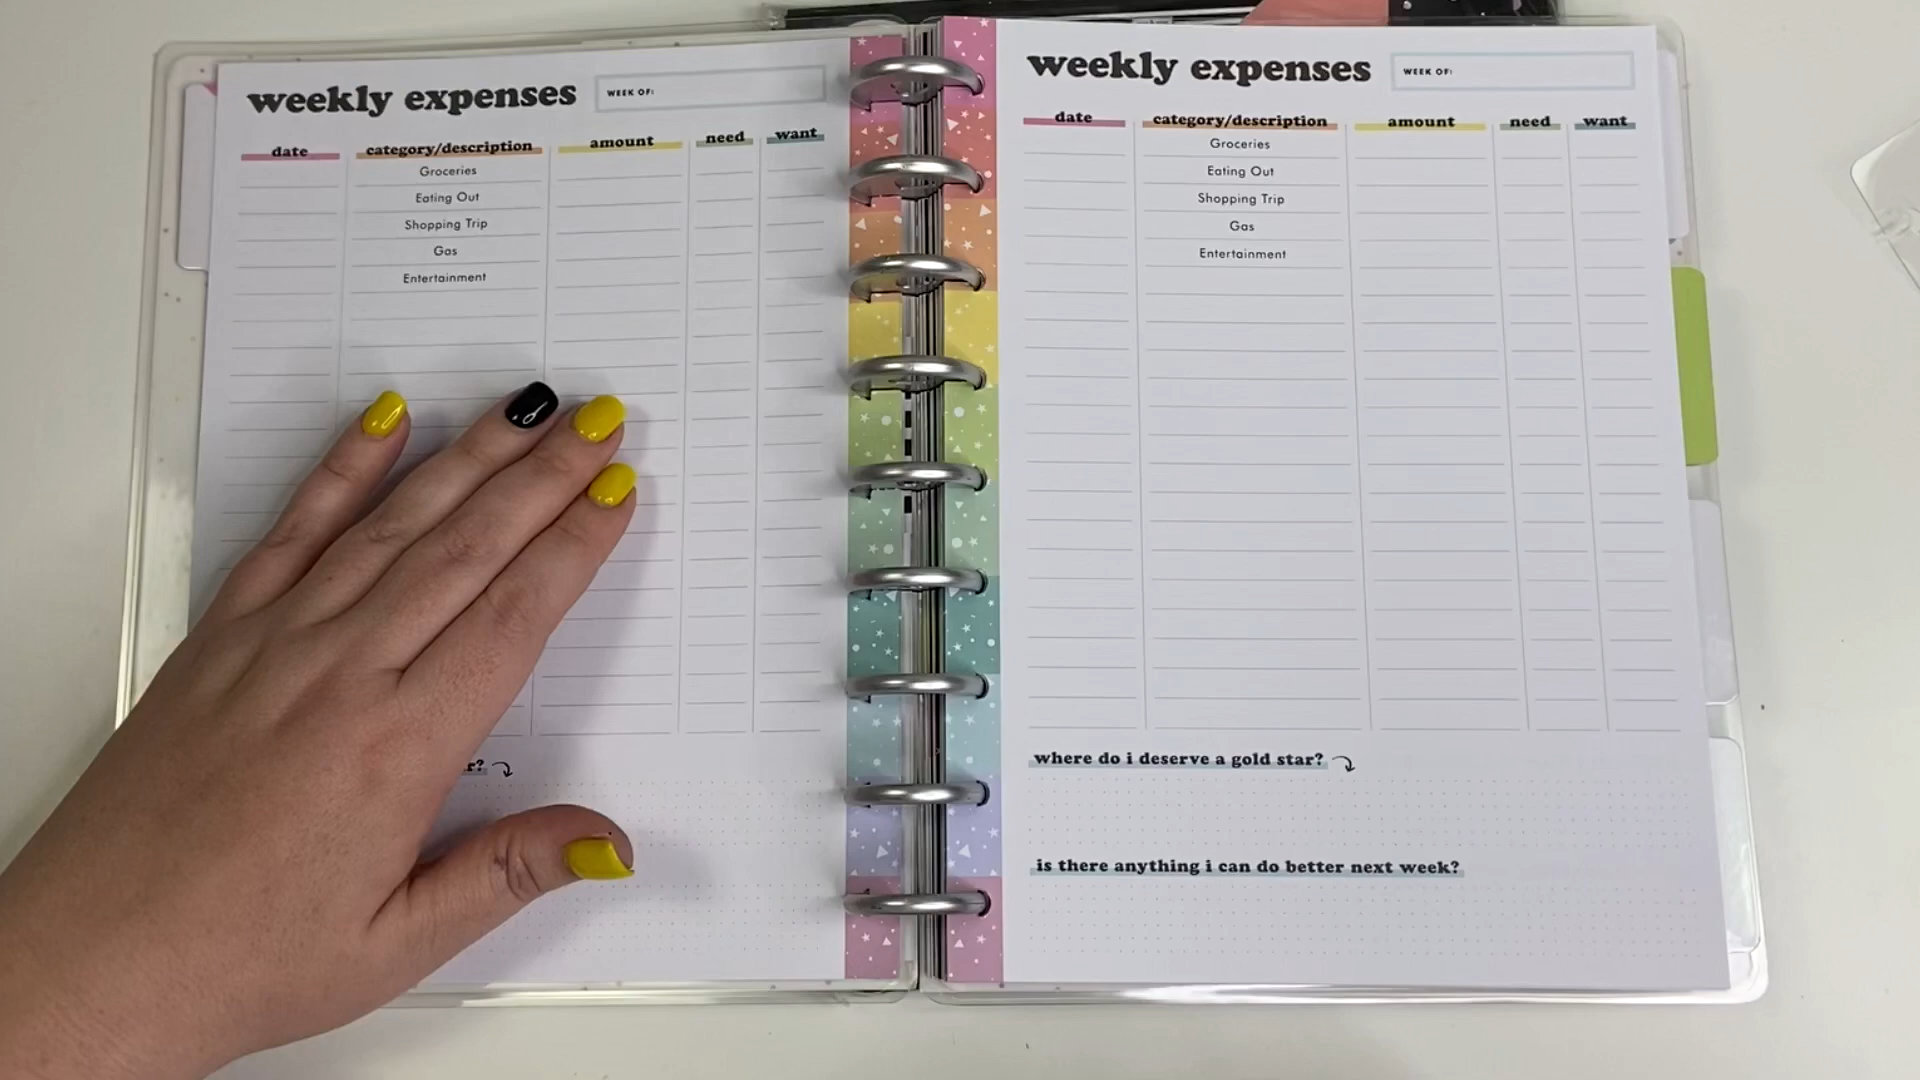 weekly expenses
WEEK OF:
date category/description amount need want
Groceries
Eating Out
Shopping Trip
Gas
Entertainment
r?
weekly expenses
WEEK OF:
date category/description amount need want
Groceries
Eating Out
Shopping Trip
Gas
Entertainment
where do i deserve a gold star?
is there anything i can do better next week?